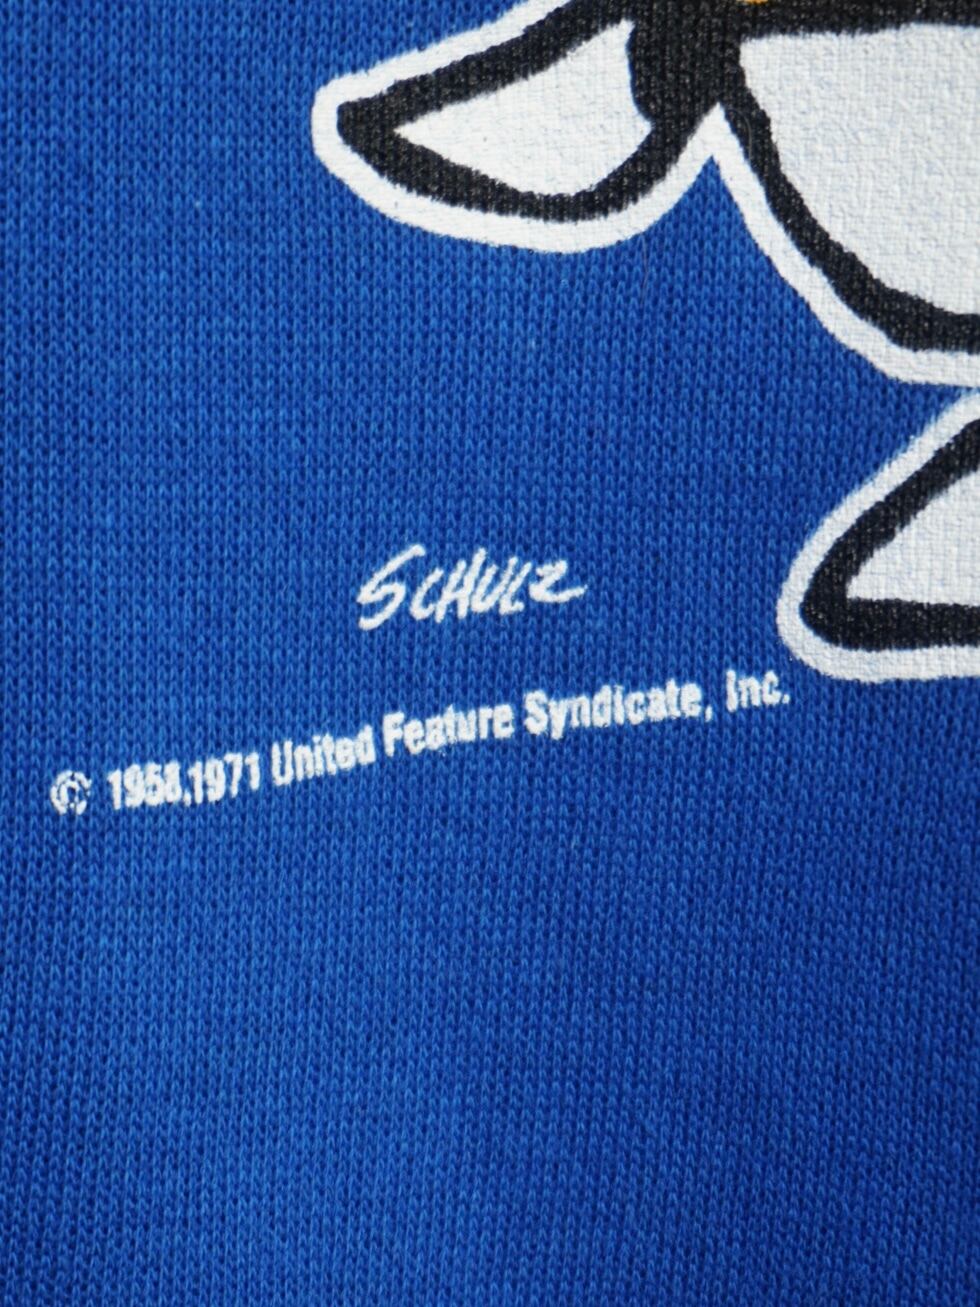 SCHULZ
© 1958,1971 United Feature Syndicate, Inc.